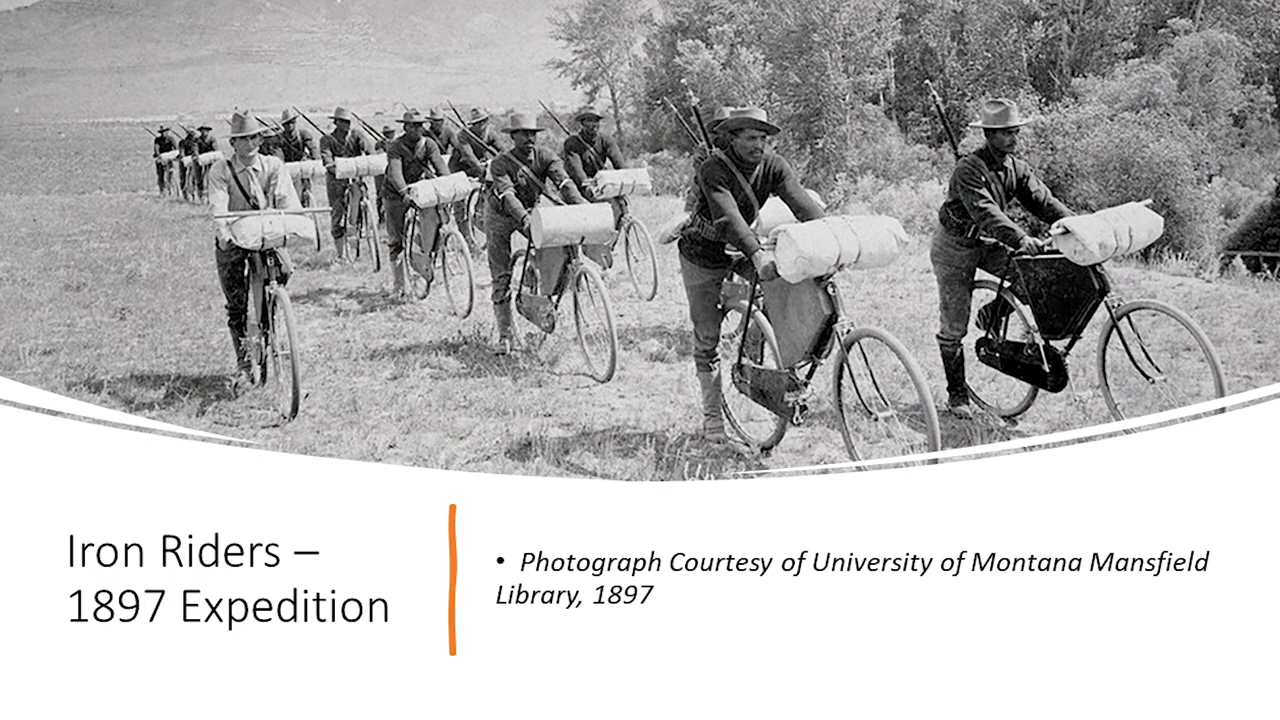 Iron Riders –
1897 Expedition
• Photograph Courtesy of University of Montana Mansfield
Library, 1897